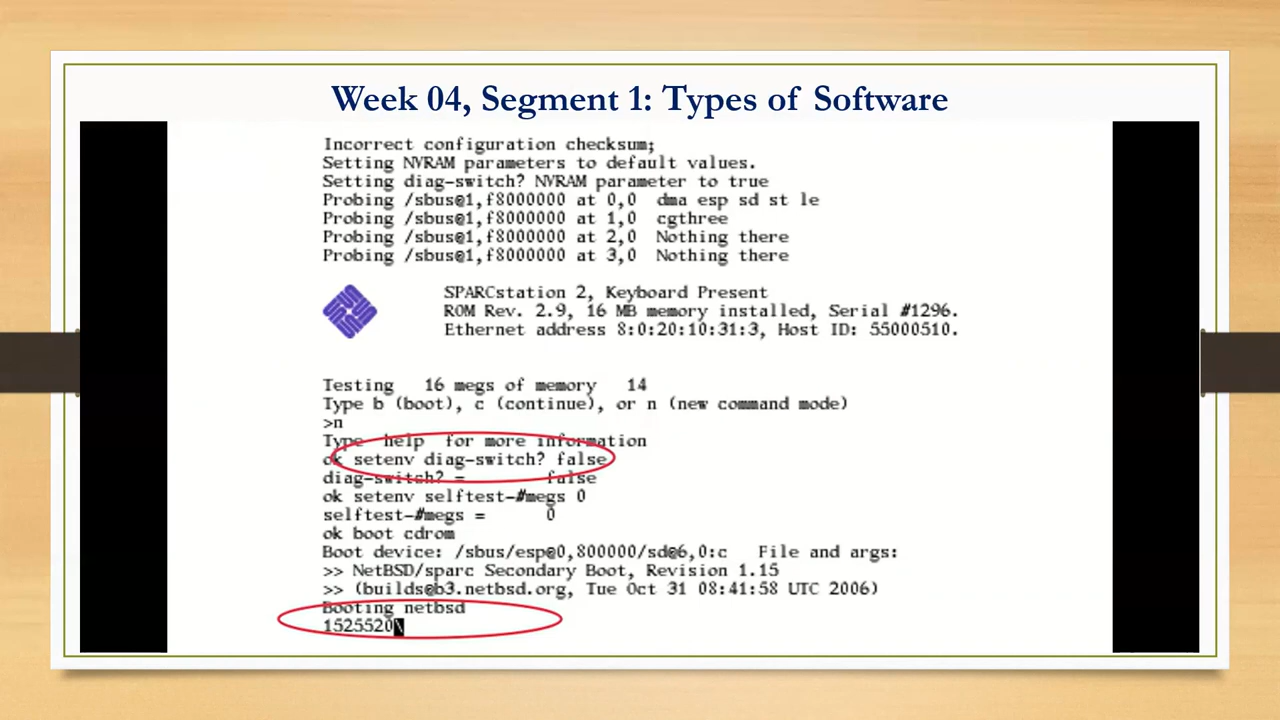 Week 04, Segment 1: Types of Software
Incorrect configuration checksum;
Setting NVRAM parameters to default values.
Setting diag-switch? NVRAM parameter to true
Probing /sbus@1,f8000000 at 0,0 dma esp sd st le
Probing /sbus@1,f8000000 at 1,0 cgthree
Probing /sbus@1,f8000000 at 2,0 Nothing there
Probing /sbus@1,f8000000 at 3,0 Nothing there
SPARCstation 2, Keyboard Present
ROM Rev. 2.9, 16 MB memory installed, Serial #1296.
Ethernet address 8:0:20:10:31:3, Host ID: 55000510.
Testing 16 megs of memory 14
Type b (boot), c (continue), or n (new command mode)
>n
Type help for more information
ok setenv diag-switch? false
diag-switch? = false
ok setenv selftest-#megs 0
selftest-#megs = 0
ok boot cdrom
Boot device: /sbus/esp@0,800000/sd@6,0:c File and args:
>> NetBSD/sparc Secondary Boot, Revision 1.15
>> (builds@b3.netbsd.org, Tue Oct 31 08:41:58 UTC 2006)
Booting netbsd
1525520\